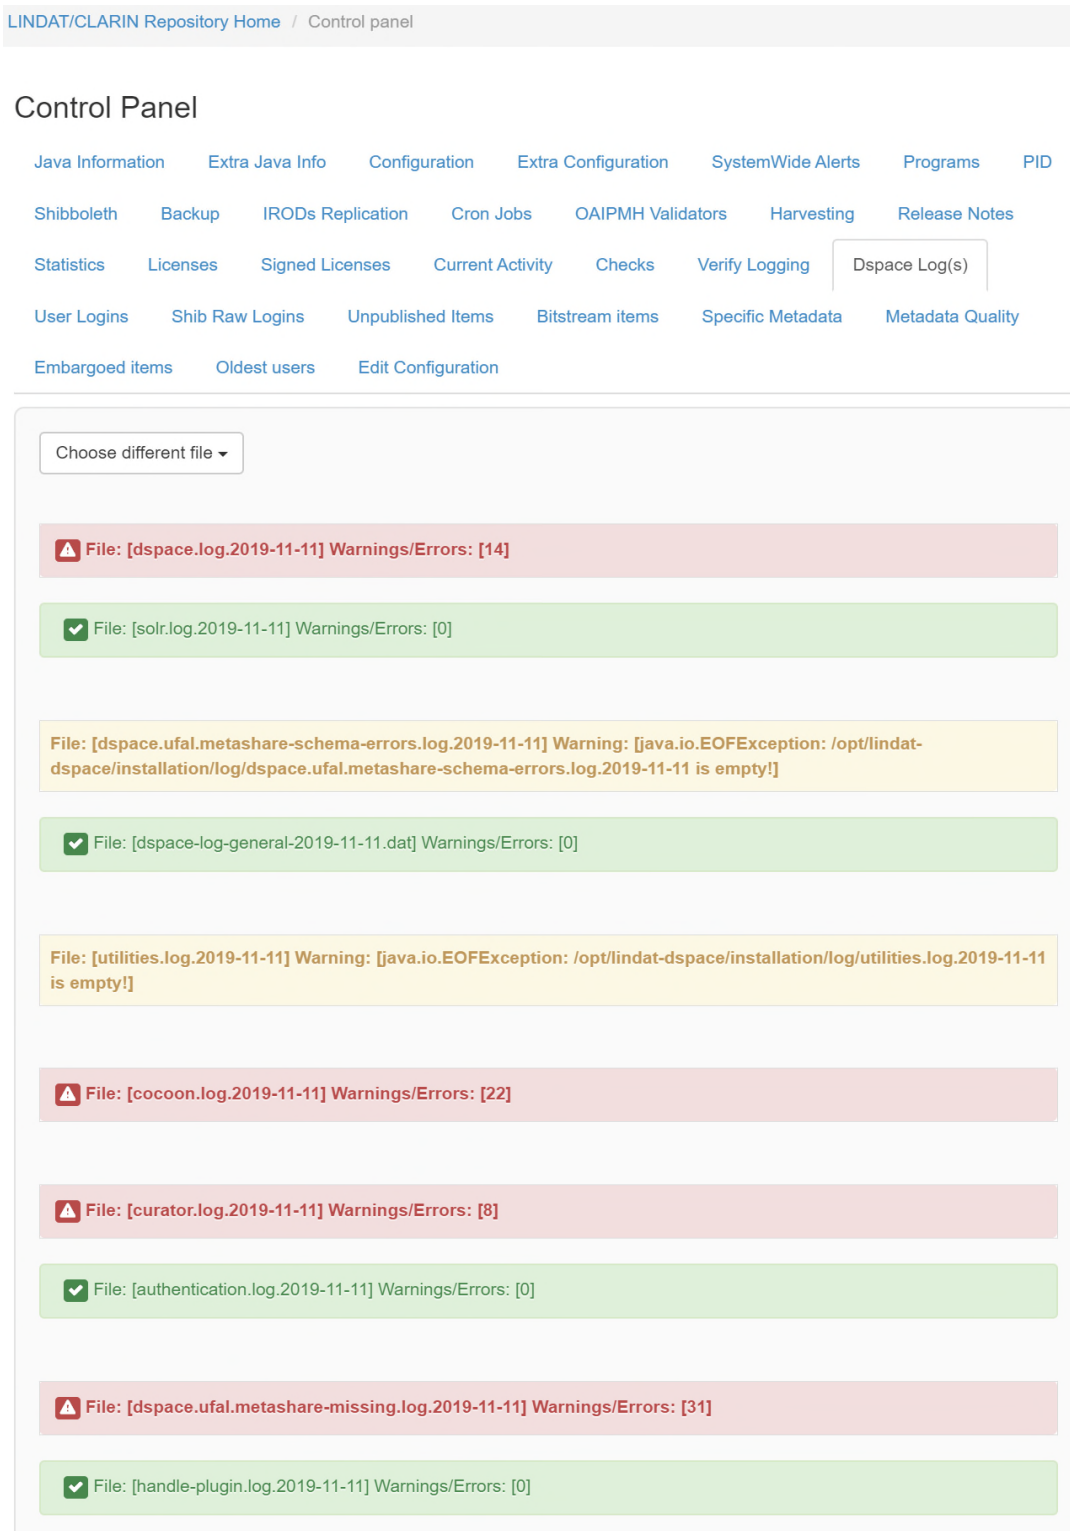 LINDAT/CLARIN Repository Home / Control panel
Control Panel
Java Information Extra Java Info Configuration Extra Configuration SystemWide Alerts Programs PID
Shibboleth Backup IRODs Replication Cron Jobs OAIPMH Validators Harvesting Release Notes
Statistics Licenses Signed Licenses Current Activity Checks Verify Logging Dspace Log(s)
User Logins Shib Raw Logins Unpublished Items Bitstream items Specific Metadata Metadata Quality
Embargoed items Oldest users Edit Configuration
Choose different file
File: [dspace.log.2019-11-11] Warnings/Errors: [14]
File: [solr.log.2019-11-11] Warnings/Errors: [0]
File: [dspace.ufal.metashare-schema-errors.log.2019-11-11] Warning: [java.io.EOFException: /opt/lindat-
dspace/installation/log/dspace.ufal.metashare-schema-errors.log.2019-11-11 is empty!]
File: [dspace-log-general-2019-11-11.dat] Warnings/Errors: [0]
File: [utilities.log.2019-11-11] Warning: [java.io.EOFException: /opt/lindat-dspace/installation/log/utilities.log.2019-11-11
is empty!]
File: [cocoon.log.2019-11-11] Warnings/Errors: [22]
File: [curator.log.2019-11-11] Warnings/Errors: [8]
File: [authentication.log.2019-11-11] Warnings/Errors: [0]
File: [dspace.ufal.metashare-missing.log.2019-11-11] Warnings/Errors: [31]
File: [handle-plugin.log.2019-11-11] Warnings/Errors: [0]